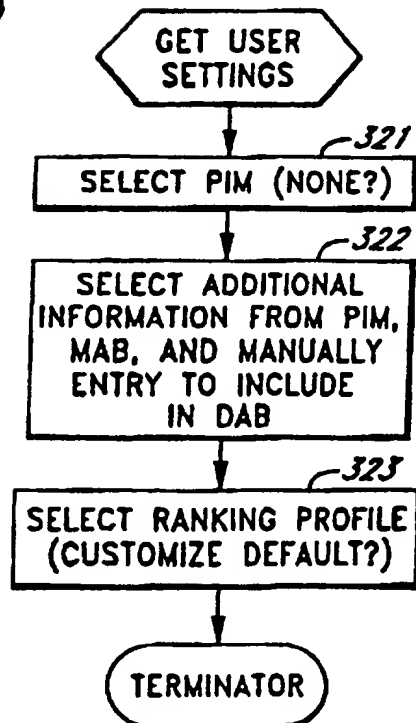 GET USER
SETTINGS
321
SELECT PIM (NONE?)
322
SELECT ADDITIONAL
INFORMATION FROM PIM,
MAB, AND MANUALLY
ENTRY TO INCLUDE
IN DAB
323
SELECT RANKING PROFILE
(CUSTOMIZE DEFAULT?)
TERMINATOR